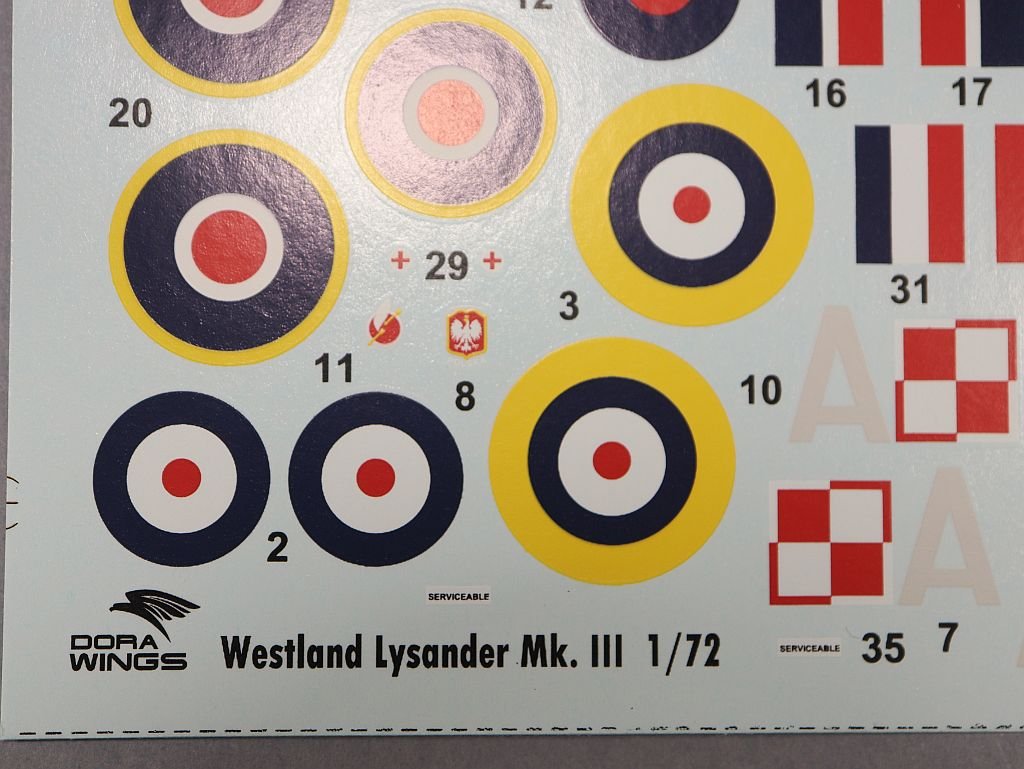 12
16
17
20
29
3
31
11
8
10
A
2
A
SERVICEABLE
DORA
WINGS
Westland Lysander Mk. III 1/72
SERVICEABLE
35
7